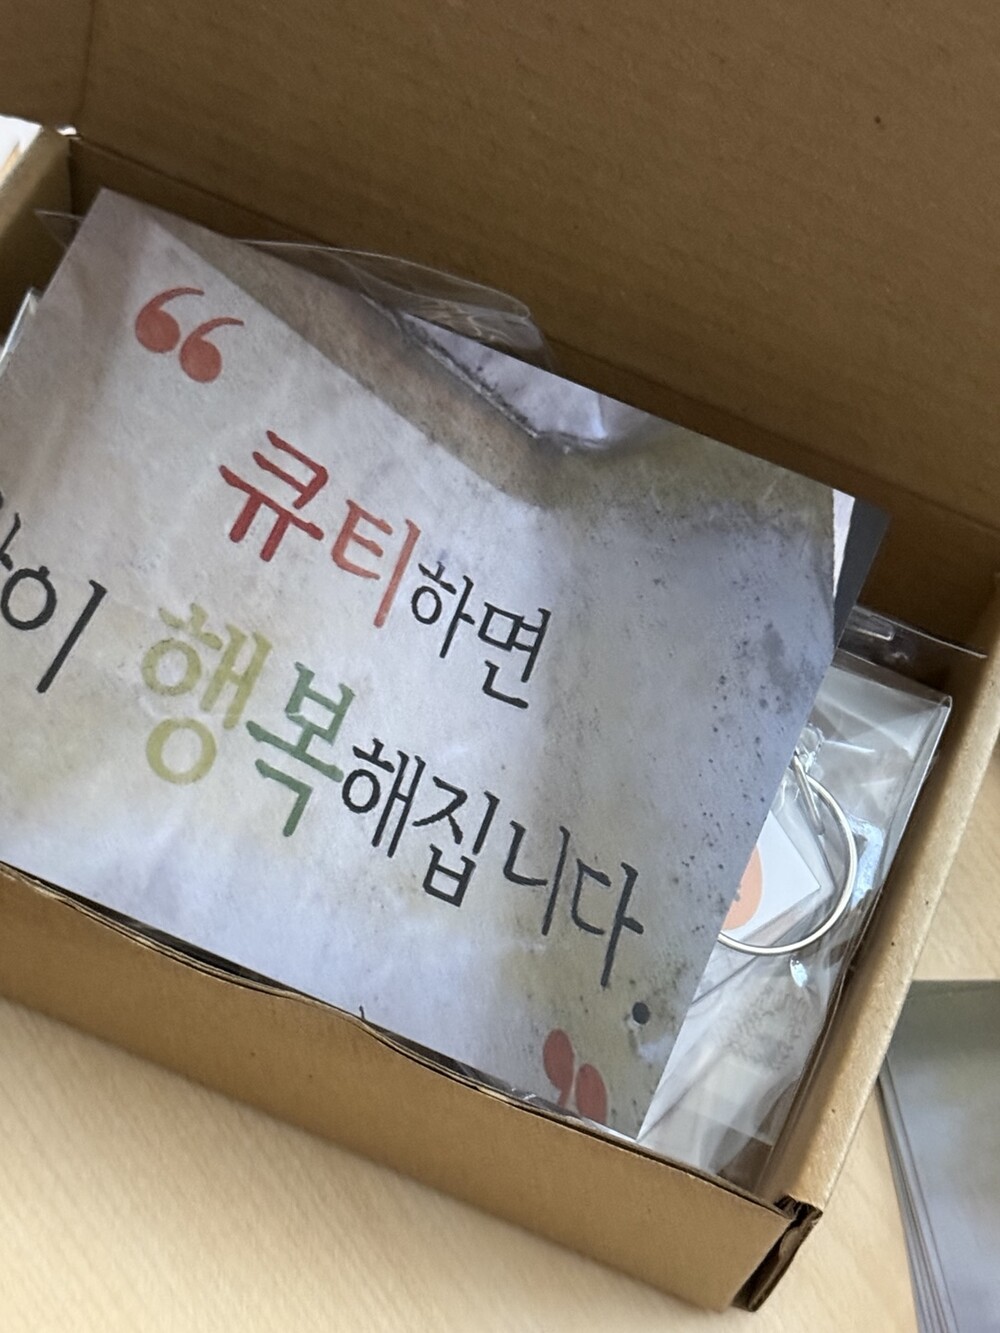 “
큐티하면
이 행복해집니다.
”